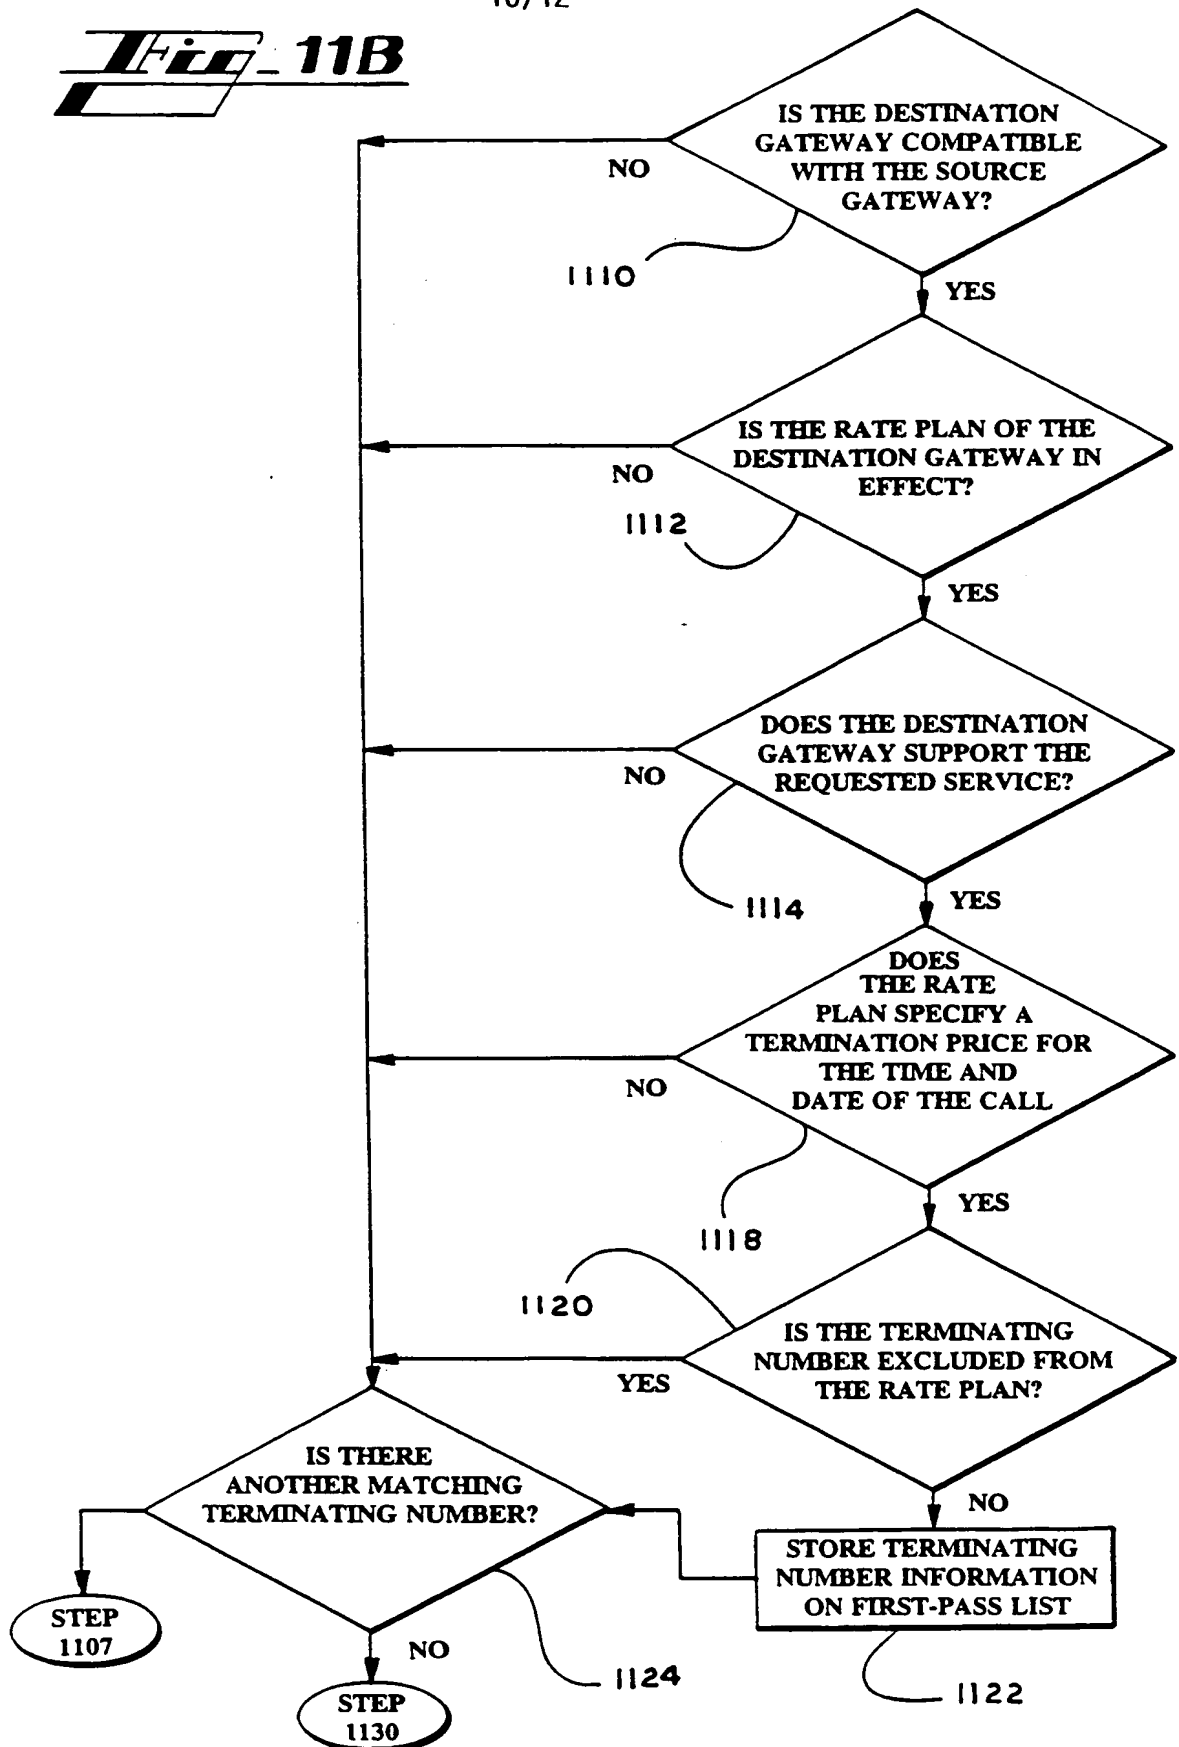 Fig_11B
IS THE DESTINATION
GATEWAY COMPATIBLE
WITH THE SOURCE
GATEWAY?
NO
1110
YES
IS THE RATE PLAN OF THE
DESTINATION GATEWAY IN
EFFECT?
NO
1112
YES
DOES THE DESTINATION
GATEWAY SUPPORT THE
REQUESTED SERVICE?
NO
1114
YES
DOES
THE RATE
PLAN SPECIFY A
TERMINATION PRICE FOR
THE TIME AND
DATE OF THE CALL
NO
1118
YES
1120
IS THE TERMINATING
NUMBER EXCLUDED FROM
THE RATE PLAN?
YES
NO
IS THERE
ANOTHER MATCHING
TERMINATING NUMBER?
STORE TERMINATING
NUMBER INFORMATION
ON FIRST-PASS LIST
STEP
1107
NO
1124
1122
STEP
1130